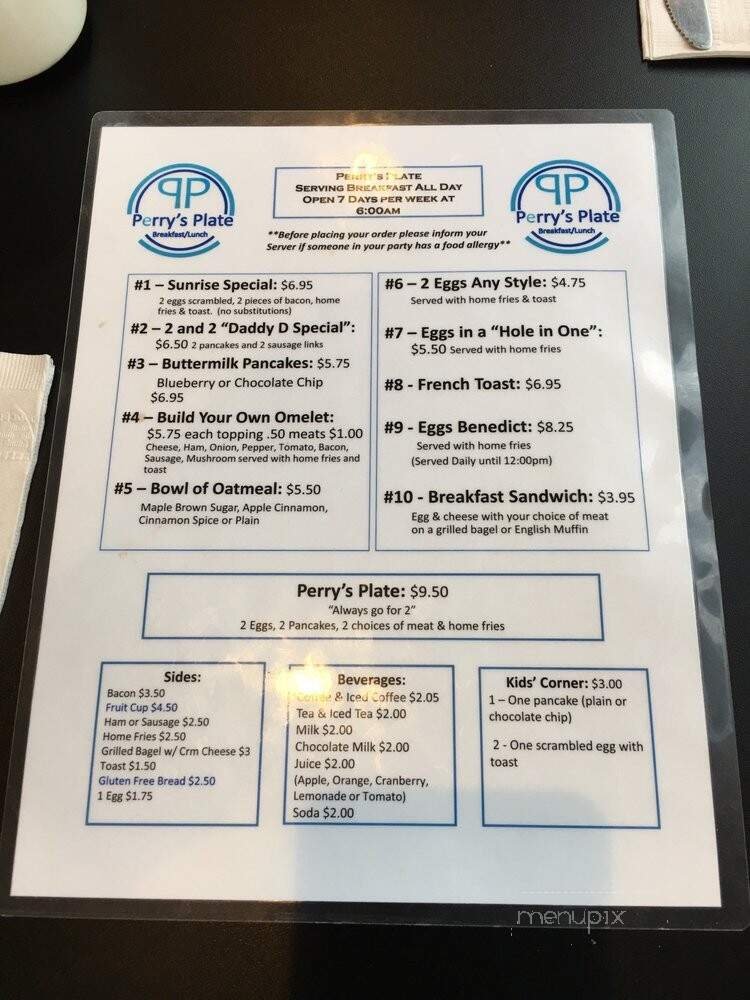 PP
Perry's Plate
Breakfast/Lunch
PERRY'S PLATE
SERVING BREAKFAST ALL DAY
OPEN 7 DAYS PER WEEK AT
6:00AM
PP
Perry's Plate
Breakfast/Lunch
**Before placing your order please inform your
Server if someone in your party has a food allergy**
#1 – Sunrise Special: $6.95
2 eggs scrambled, 2 pieces of bacon, home
fries & toast. (no substitutions)
#2 – 2 and 2 “Daddy D Special”:
$6.50 2 pancakes and 2 sausage links
#3 – Buttermilk Pancakes: $5.75
Blueberry or Chocolate Chip
$6.95
#4 – Build Your Own Omelet:
$5.75 each topping .50 meats $1.00
Cheese, Ham, Onion, Pepper, Tomato, Bacon,
Sausage, Mushroom served with home fries and
toast
#5 – Bowl of Oatmeal: $5.50
Maple Brown Sugar, Apple Cinnamon,
Cinnamon Spice or Plain
#6 – 2 Eggs Any Style: $4.75
Served with home fries & toast
#7 – Eggs in a “Hole in One”:
$5.50 Served with home fries
#8 - French Toast: $6.95
#9 - Eggs Benedict: $8.25
Served with home fries
(Served Daily until 12:00pm)
#10 - Breakfast Sandwich: $3.95
Egg & cheese with your choice of meat
on a grilled bagel or English Muffin
Perry's Plate: $9.50
“Always go for 2”
2 Eggs, 2 Pancakes, 2 choices of meat & home fries
Sides:
Bacon $3.50
Fruit Cup $4.50
Ham or Sausage $2.50
Home Fries $2.50
Grilled Bagel w/ Crm Cheese $3
Toast $1.50
Gluten Free Bread $2.50
1 Egg $1.75
Beverages:
Coffee & Iced Coffee $2.05
Tea & Iced Tea $2.00
Milk $2.00
Chocolate Milk $2.00
Juice $2.00
(Apple, Orange, Cranberry,
Lemonade or Tomato)
Soda $2.00
Kids' Corner: $3.00
1 – One pancake (plain or
chocolate chip)
2 - One scrambled egg with
toast
menupix